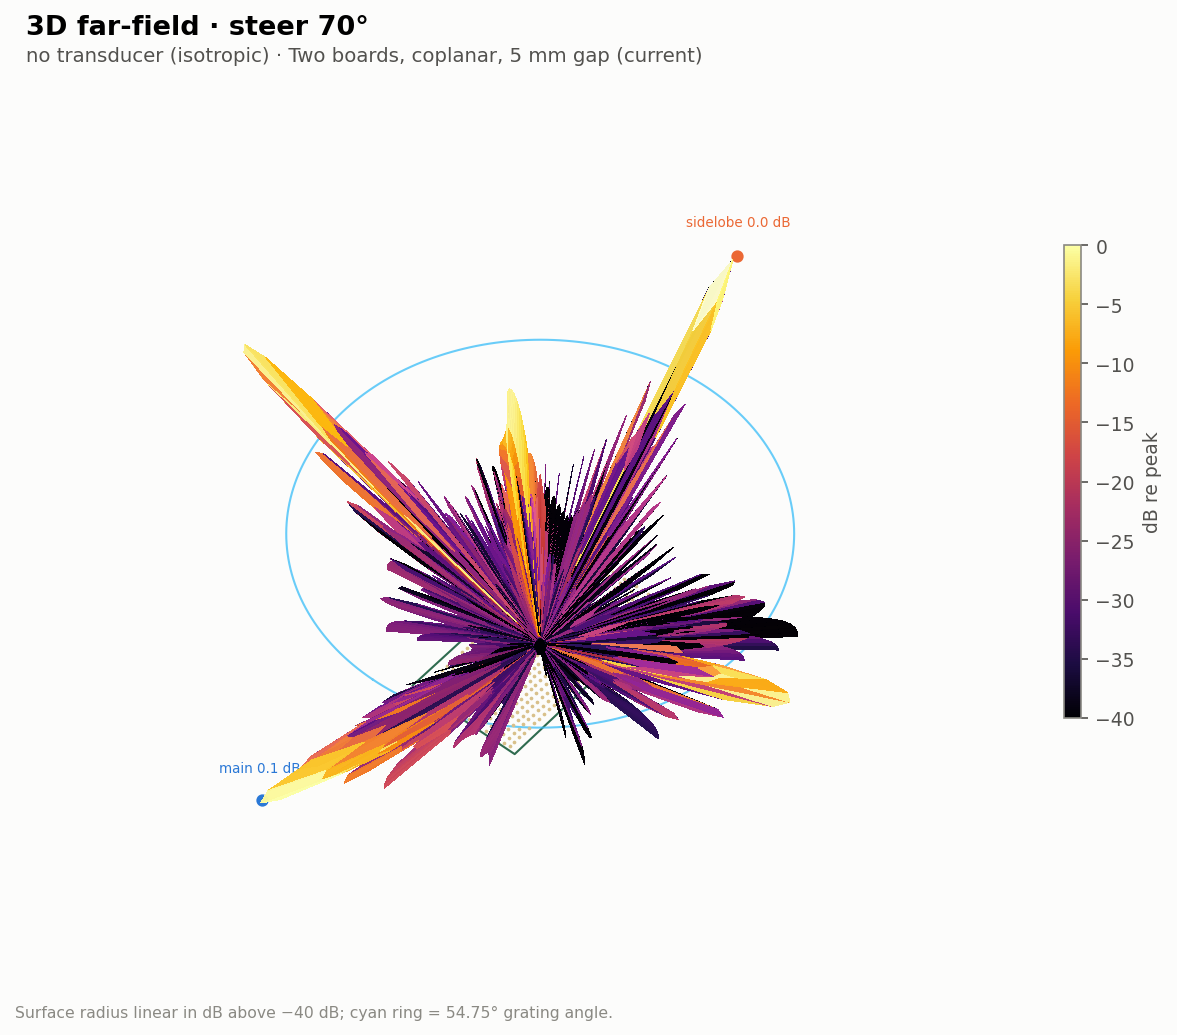 3D far-field · steer 70°
no transducer (isotropic) · Two boards, coplanar, 5 mm gap (current)
sidelobe 0.0 dB
main 0.1 dB
0
−5
−10
−15
−20
−25
−30
−35
−40
dB re peak
Surface radius linear in dB above −40 dB; cyan ring = 54.75° grating angle.